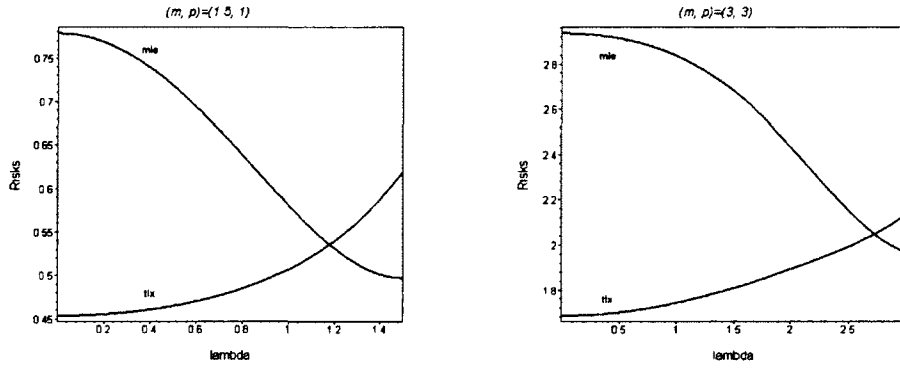 (m, p)=(1 5, 1)
0.75
0.7
0.65
0.6
0.55
0.5
0.45
Risks
mle
tlx
0.2 0.4 0.6 0.8 1 1.2 1.4
lambda
(m, p)=(3, 3)
2.8
2.6
2.4
2.2
2
1.8
Risks
mle
tlx
0.5 1 1.5 2 2.5
lambda